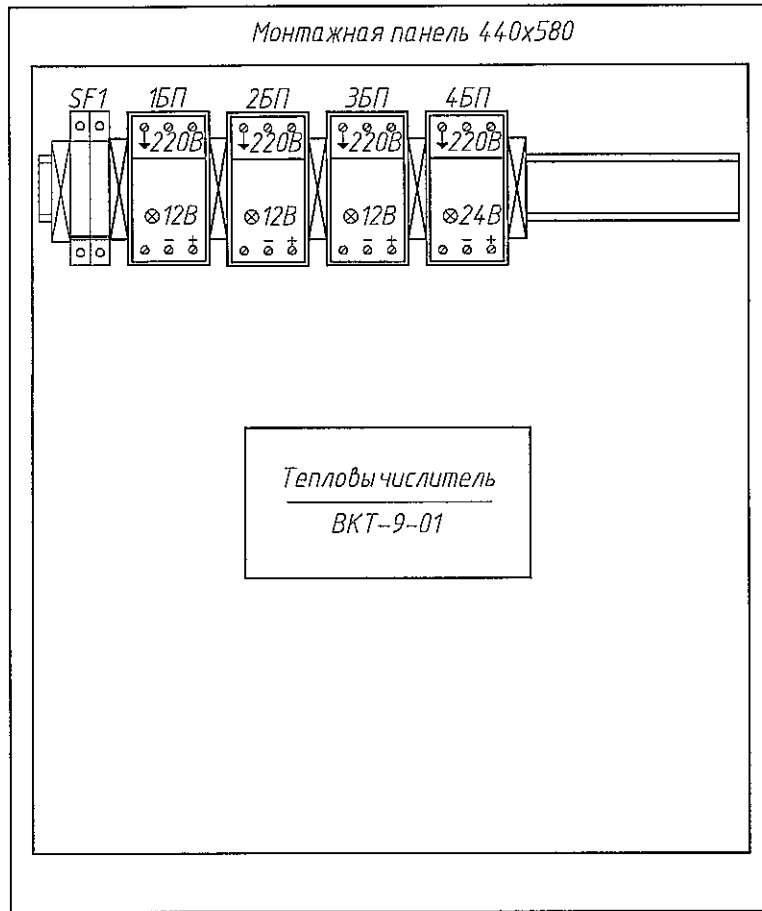 Монтажная панель 440х580
SF1 1БП 2БП 3БП 4БП
220В 220В 220В 220В
12В 12В 12В 24В
− + − + − + − +
Тепловычислитель
ВКТ-9-01